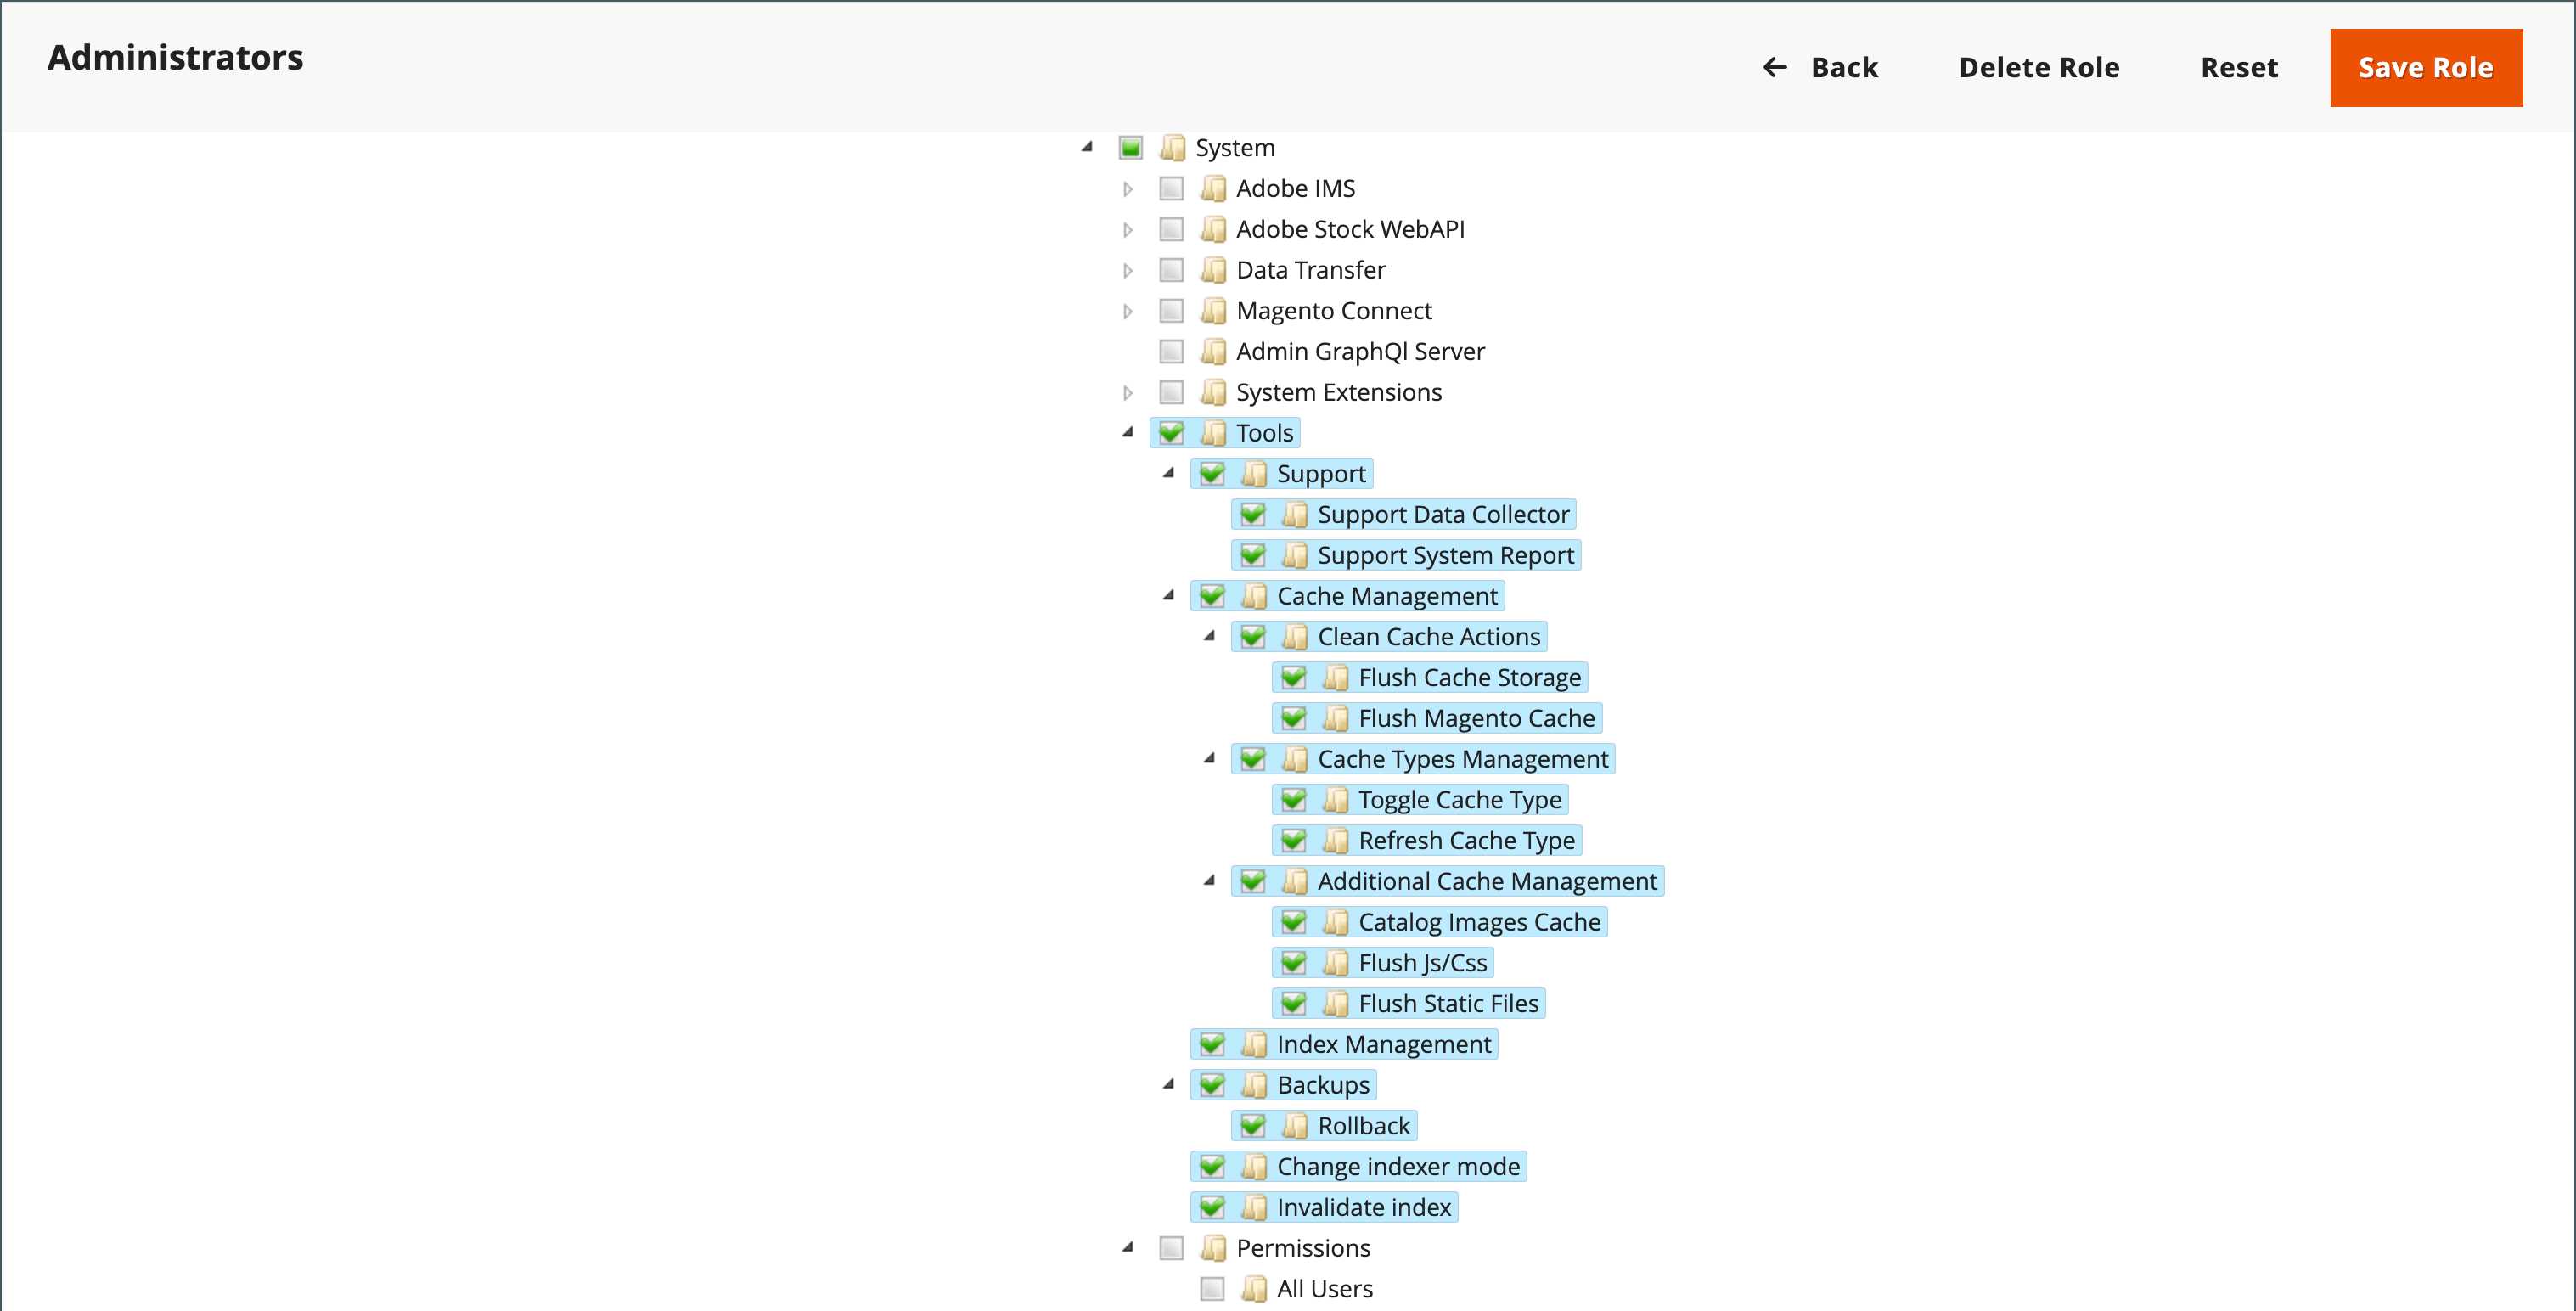 Administrators
Back Delete Role Reset Save Role
System
Adobe IMS
Adobe Stock WebAPI
Data Transfer
Magento Connect
Admin GraphQl Server
System Extensions
Tools
Support
Support Data Collector
Support System Report
Cache Management
Clean Cache Actions
Flush Cache Storage
Flush Magento Cache
Cache Types Management
Toggle Cache Type
Refresh Cache Type
Additional Cache Management
Catalog Images Cache
Flush Js/Css
Flush Static Files
Index Management
Backups
Rollback
Change indexer mode
Invalidate index
Permissions
All Users